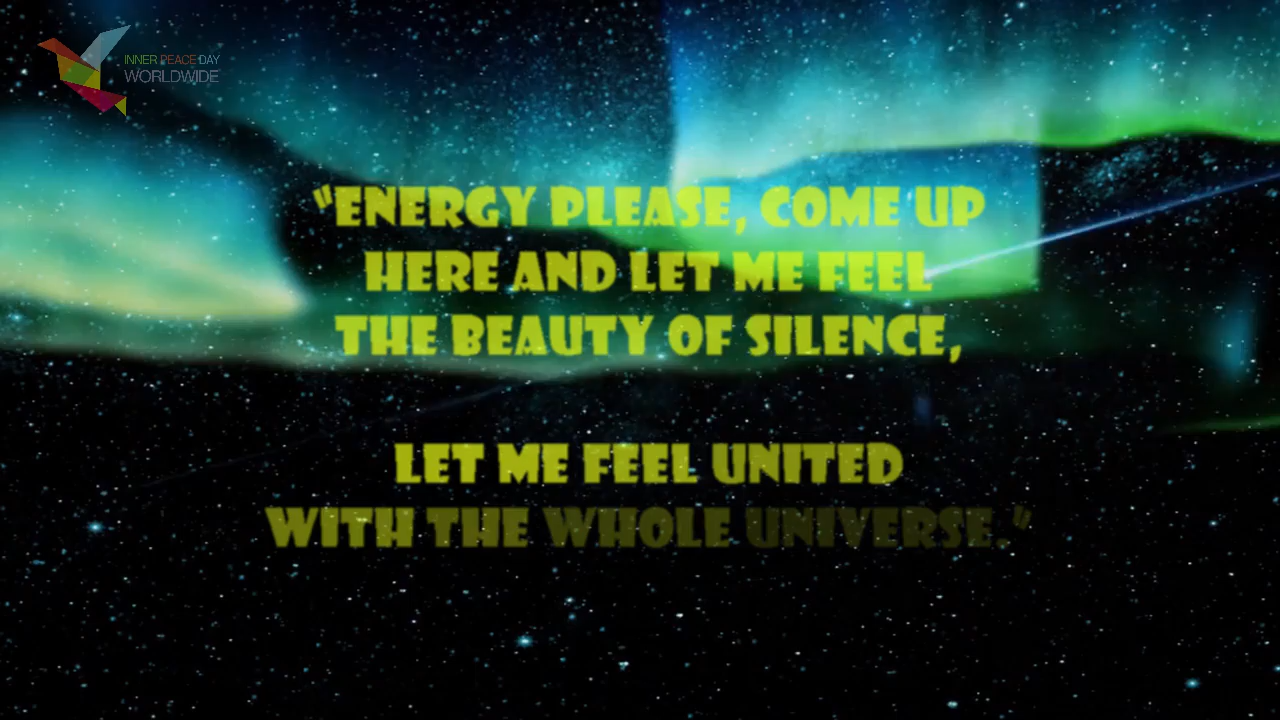 INNER PEACE DAY
WORLDWIDE
"ENERGY PLEASE, COME UP
HERE AND LET ME FEEL
THE BEAUTY OF SILENCE,
LET ME FEEL UNITED
WITH THE WHOLE UNIVERSE."